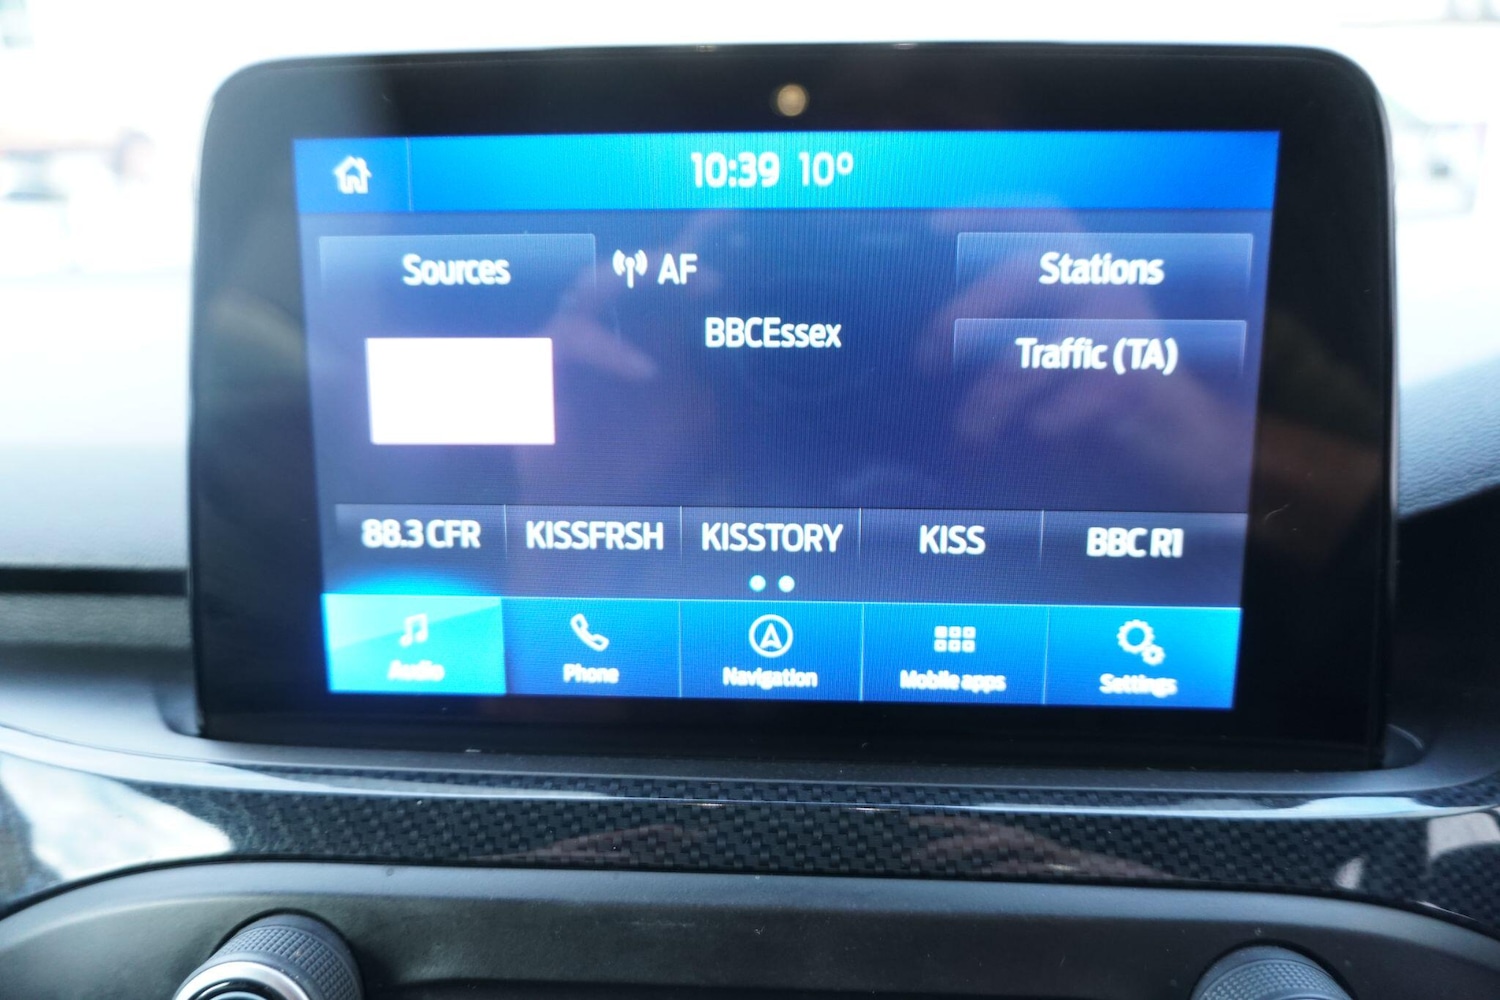 10:39 10°
Sources
AF
Stations
BBCEssex
Traffic (TA)
88.3 CFR
KISSFRSH
KISSTORY
KISS
BBC R1
Audio
Phone
Navigation
Mobile apps
Settings